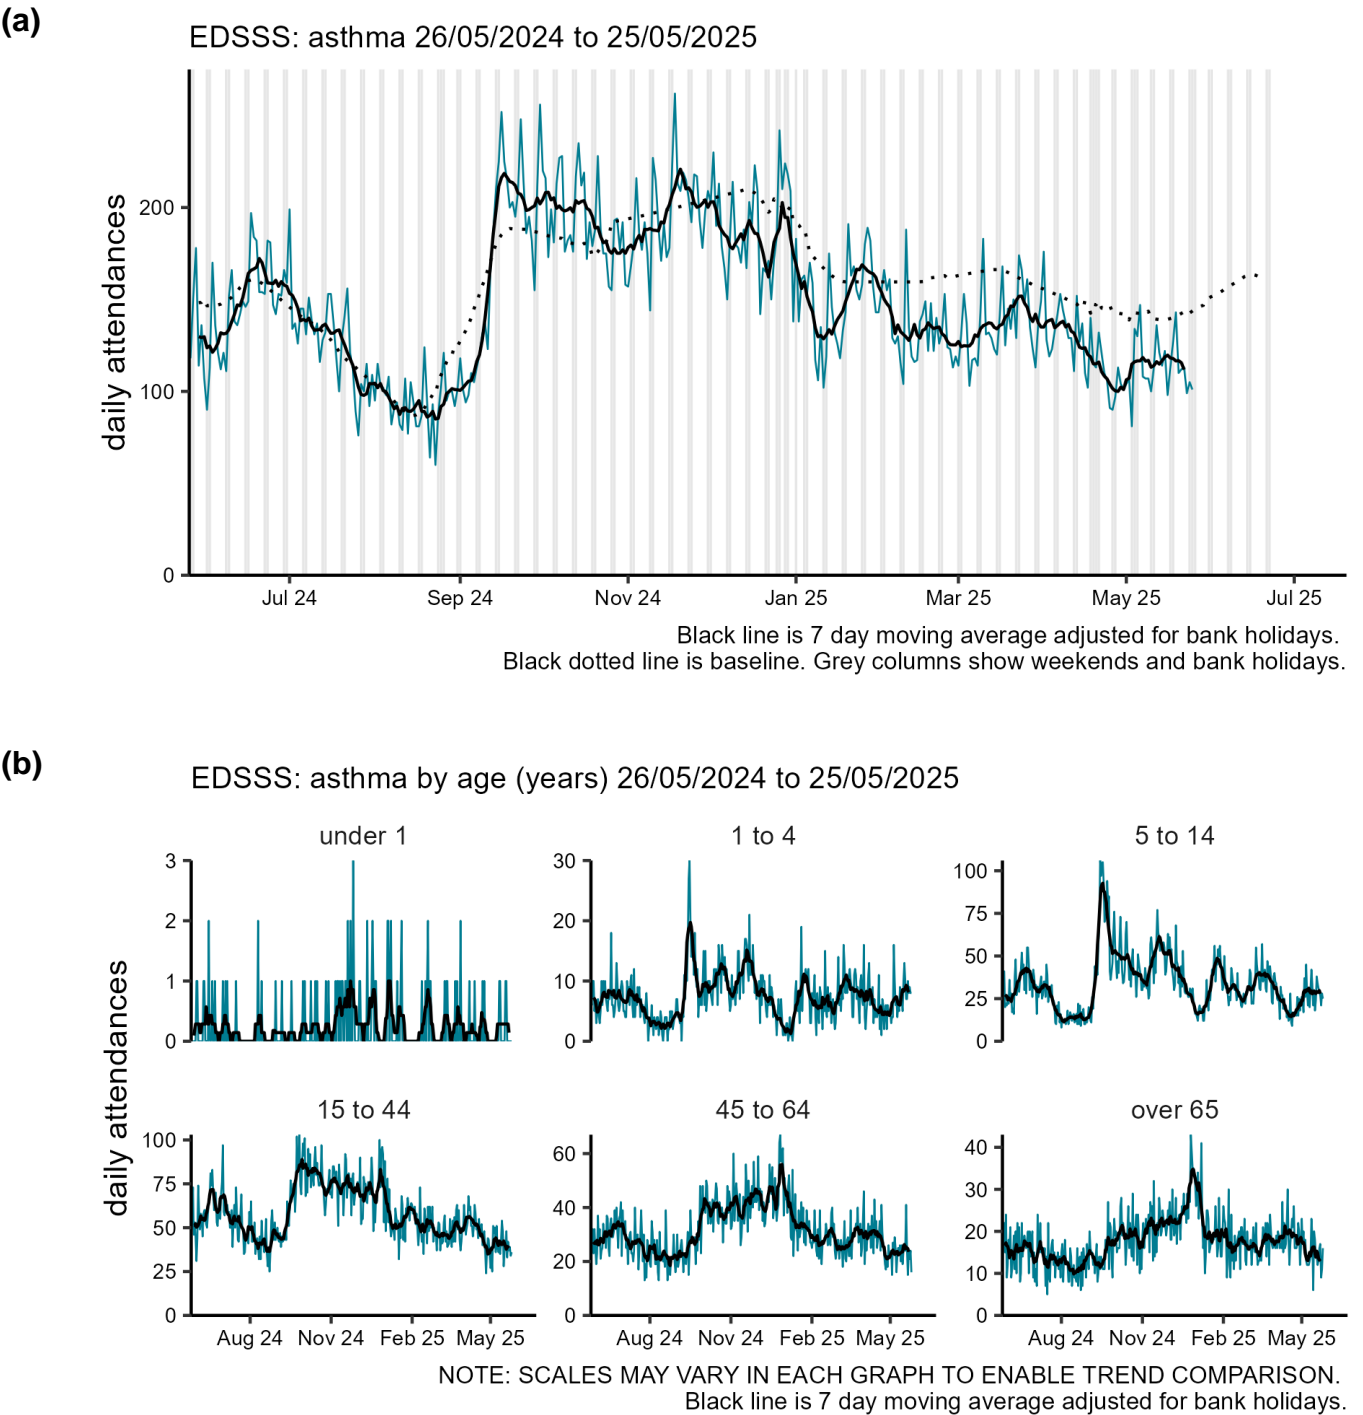 (a)
EDSSS: asthma 26/05/2024 to 25/05/2025
daily attendances
200
100
0
Jul 24 Sep 24 Nov 24 Jan 25 Mar 25 May 25 Jul 25
Black line is 7 day moving average adjusted for bank holidays.
Black dotted line is baseline. Grey columns show weekends and bank holidays.
(b)
EDSSS: asthma by age (years) 26/05/2024 to 25/05/2025
daily attendances
under 1
3
2
1
0
1 to 4
30
20
10
0
5 to 14
100
75
50
25
0
15 to 44
100
75
50
25
0
Aug 24 Nov 24 Feb 25 May 25
45 to 64
60
40
20
0
Aug 24 Nov 24 Feb 25 May 25
over 65
40
30
20
10
0
Aug 24 Nov 24 Feb 25 May 25
NOTE: SCALES MAY VARY IN EACH GRAPH TO ENABLE TREND COMPARISON.
Black line is 7 day moving average adjusted for bank holidays.